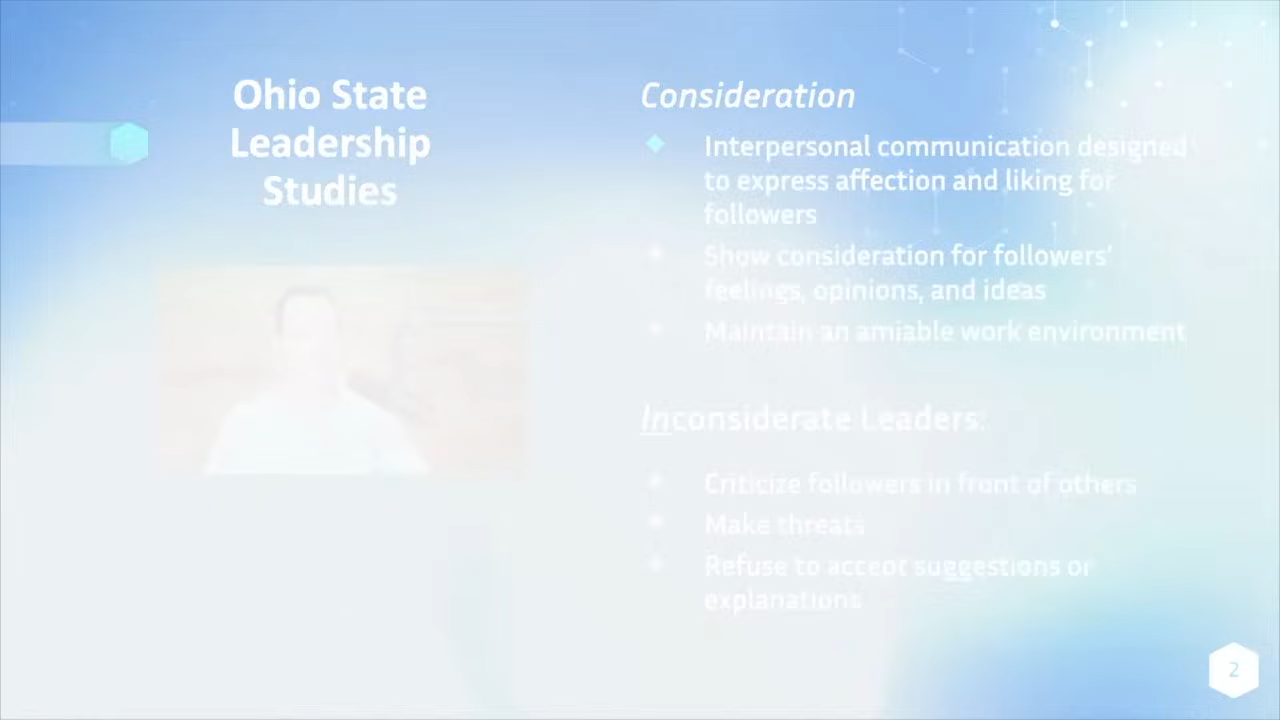 Ohio State
Leadership
Studies
Consideration
Interpersonal communication designed
to express affection and liking for
followers
Show consideration for followers'
feelings, opinions, and ideas
Maintain an amiable work environment
Inconsiderate Leaders:
Criticize followers in front of others
Make threats
Refuse to accept suggestions or
explanations
2